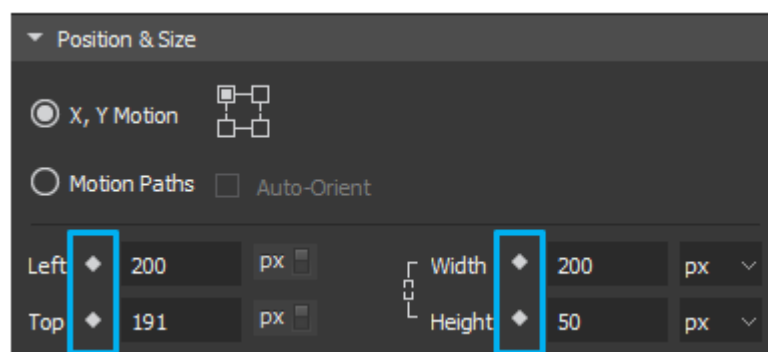 Position & Size
X, Y Motion
Motion Paths Auto-Orient
Left 200 px Width 200 px
Top 191 px Height 50 px